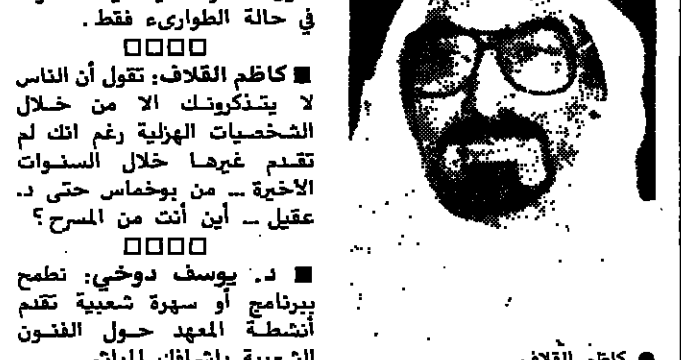 في حالة الطوارىء فقط .
■ كاظم القلاف: تقول أن الناس
لا يتذكرونك الا من خلال
الشخصيات الهزلية رغم انك لم
تقدم غيرها خلال السنوات
الأخيرة ... من بوخماس حتى د.
عقيل ... أين أنت من المسرح ؟
■ د. يوسف دوخي: تطمح
ببرنامج أو سهرة شعبية تقدم
أنشطة المعهد حول الفنون
الشعبية
● كاظم القلاف